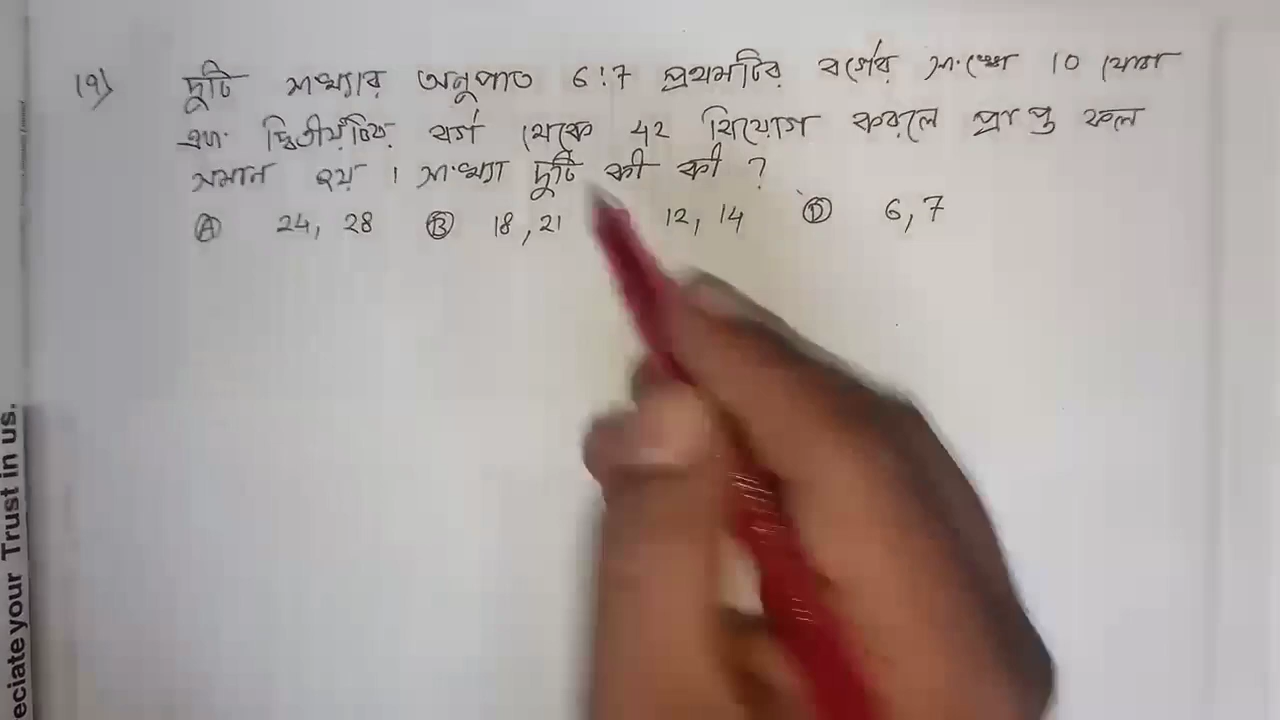 19) দুটি সংখ্যার অনুপাত 6:7 প্রথমটির বর্গের সংঙ্গে 10 যোগ
এবং দ্বিতীয়টির বর্গ থেকে 42 বিয়োগ করলে প্রাপ্ত ফল
সমান হয় । সংখ্যা দুটি কী কী ?
Ⓐ 24, 28 Ⓑ 18, 21 12, 14 Ⓓ 6, 7
eciate your Trust in us.